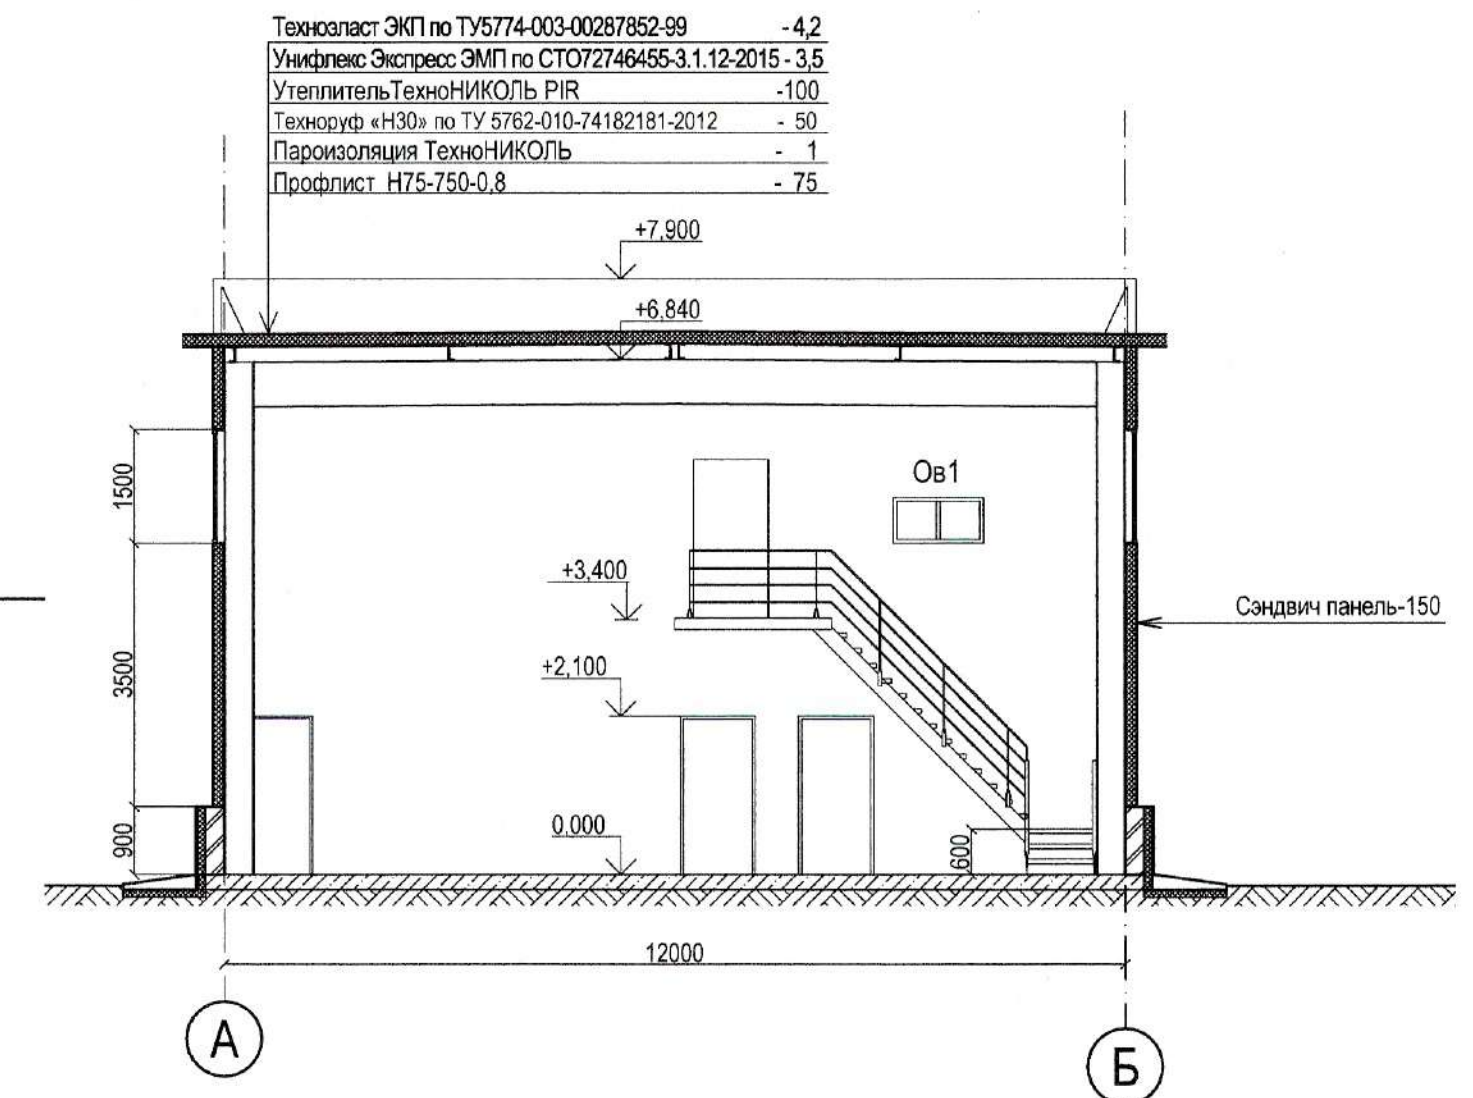 Техноэласт ЭКП по ТУ5774-003-00287852-99 - 4,2
Унифлекс Экспресс ЭМП по СТО72746455-3.1.12-2015 - 3,5
УтеплительТехноНИКОЛЬ PIR -100
Техноруф «Н30» по ТУ 5762-010-74182181-2012 - 50
Пароизоляция ТехноНИКОЛЬ - 1
Профлист Н75-750-0,8 - 75
+7,900
+6,840
Ов1
1500
+3,400
Сэндвич панель-150
+2,100
3500
0.000
900
600
12000
А
Б